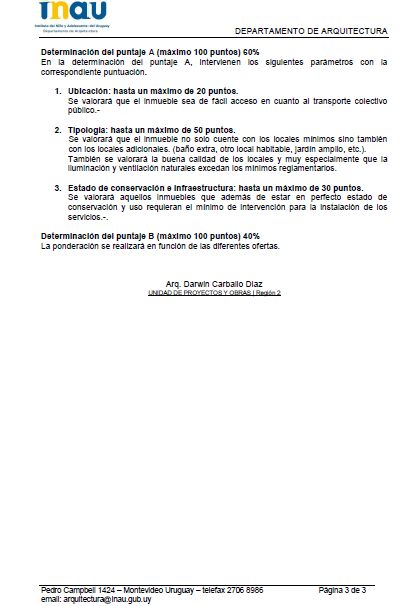 inau
Instituto del Niño y Adolescente del Uruguay
Departamento de Arquitectura
DEPARTAMENTO DE ARQUITECTURA
Determinación del puntaje A (máximo 100 puntos) 60%
En la determinación del puntaje A, intervienen los siguientes parámetros con la
correspondiente puntuación.
1. Ubicación: hasta un máximo de 20 puntos.
Se valorará que el inmueble sea de fácil acceso en cuanto al transporte colectivo
público.-
2. Tipología: hasta un máximo de 50 puntos.
Se valorará que el inmueble no solo cuente con los locales mínimos sino también
con los locales adicionales. (baño extra, otro local habitable, jardín amplio, etc.).
También se valorará la buena calidad de los locales y muy especialmente que la
iluminación y ventilación naturales excedan los mínimos reglamentarios.
3. Estado de conservación e Infraestructura: hasta un máximo de 30 puntos.
Se valorará aquellos inmuebles que además de estar en perfecto estado de
conservación y uso requieran el mínimo de intervención para la instalación de los
servicios.-.
Determinación del puntaje B (máximo 100 puntos) 40%
La ponderación se realizará en función de las diferentes ofertas.
Arq. Darwin Carballo Diaz
UNIDAD DE PROYECTOS Y OBRAS | Región 2
Pedro Campbell 1424 – Montevideo Uruguay – telefax 2706 8986 Página 3 de 3
email: arquitectura@inau.gub.uy